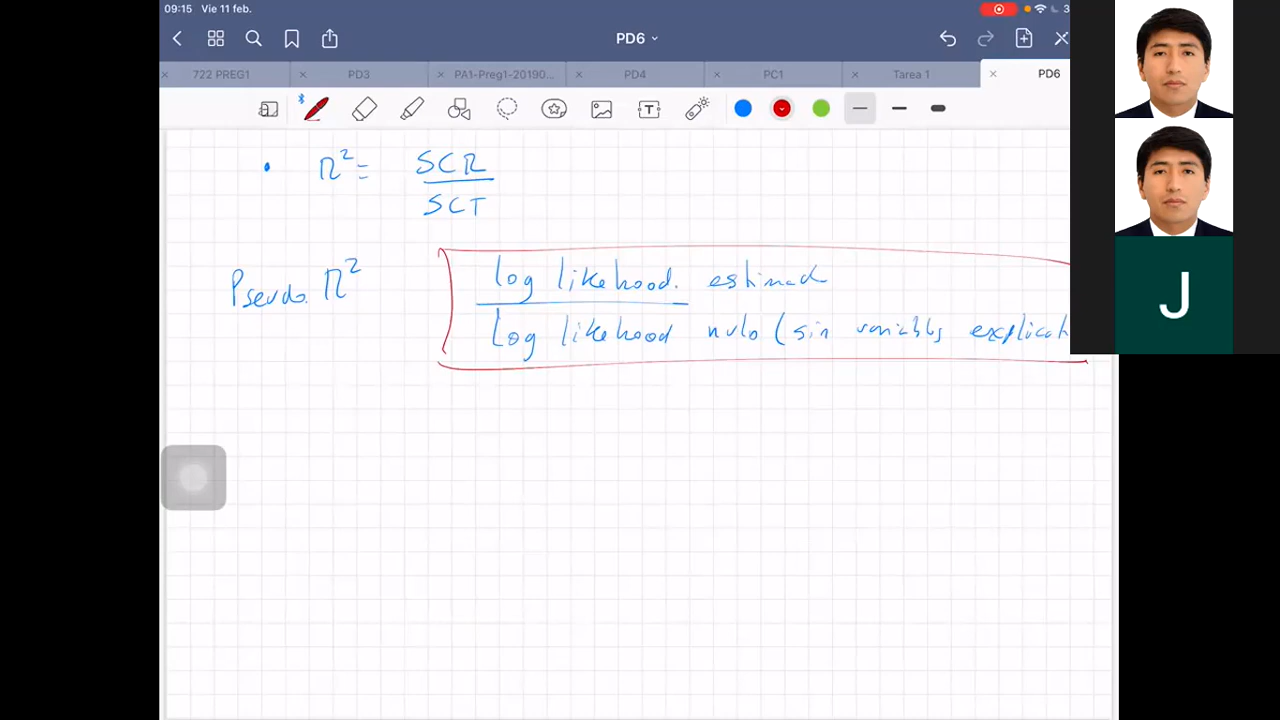 09:15 Vie 11 feb.
PD6
722 PREG1
PD3
PA1-Preg1-20190...
PD4
PC1
Tarea 1
PD6
R² = SCR
SCT
Pseudo. R²
log likehood. estimad
log likehood nulo (sin variables explicat
J